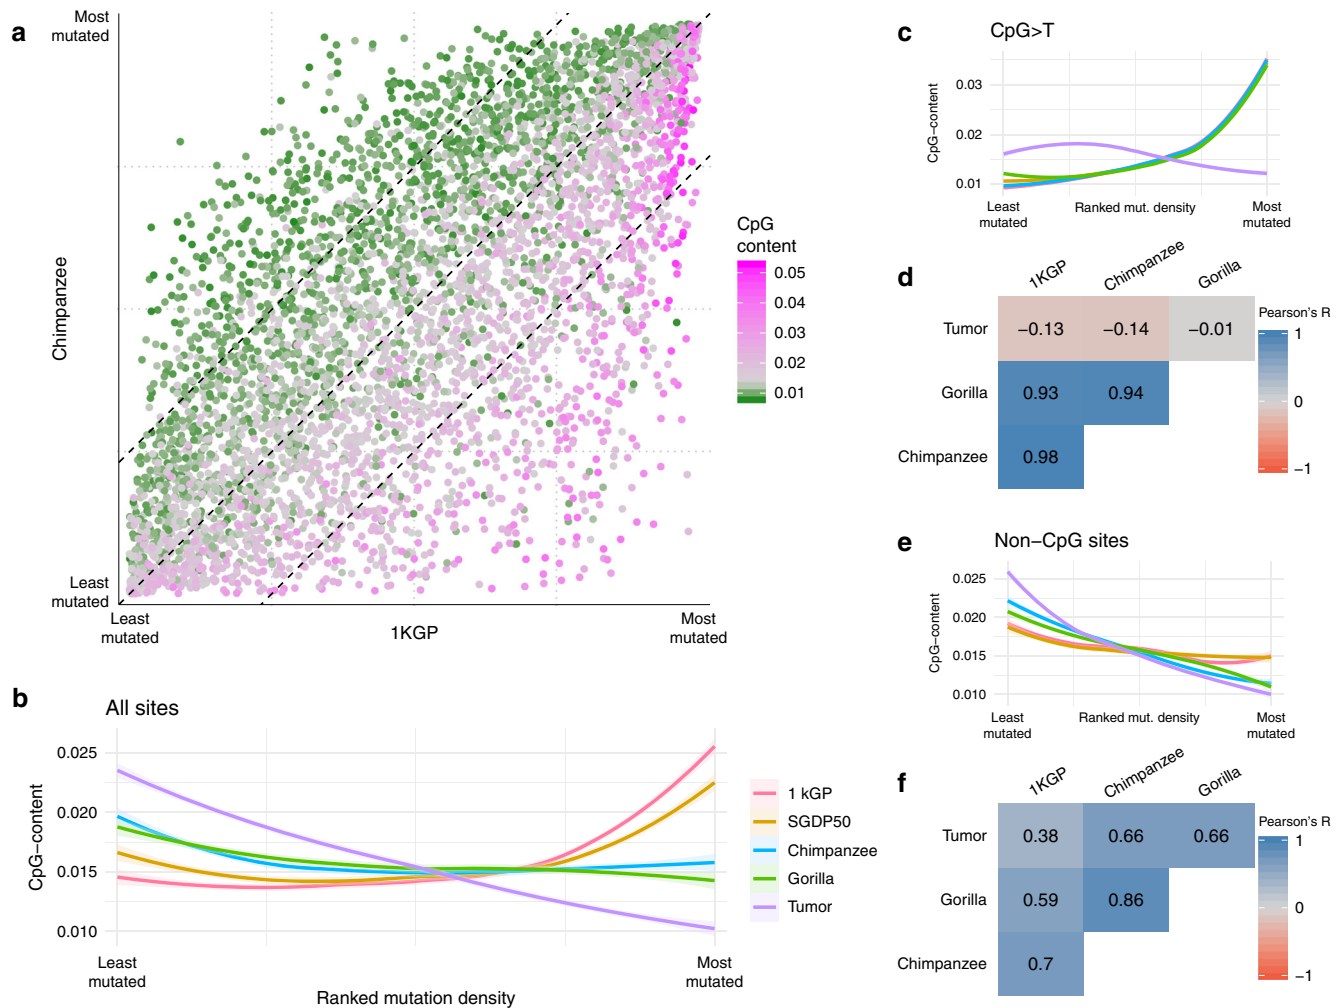 a
Most
mutated
Chimpanzee
Least
mutated
Least
mutated
1KGP
Most
mutated
CpG
content
0.05
0.04
0.03
0.02
0.01
b
All sites
CpG−content
0.025
0.020
0.015
0.010
Least
mutated
Ranked mutation density
Most
mutated
1 kGP
SGDP50
Chimpanzee
Gorilla
Tumor
c
CpG>T
CpG−content
0.03
0.02
0.01
Least
mutated
Ranked mut. density
Most
mutated
d
1KGP
Chimpanzee
Gorilla
Tumor
−0.13
−0.14
−0.01
Gorilla
0.93
0.94
Chimpanzee
0.98
Pearson's R
1
0
−1
e
Non−CpG sites
CpG−content
0.025
0.020
0.015
0.010
Least
mutated
Ranked mut. density
Most
mutated
f
1KGP
Chimpanzee
Gorilla
Tumor
0.38
0.66
0.66
Gorilla
0.59
0.86
Chimpanzee
0.7
Pearson's R
1
0
−1